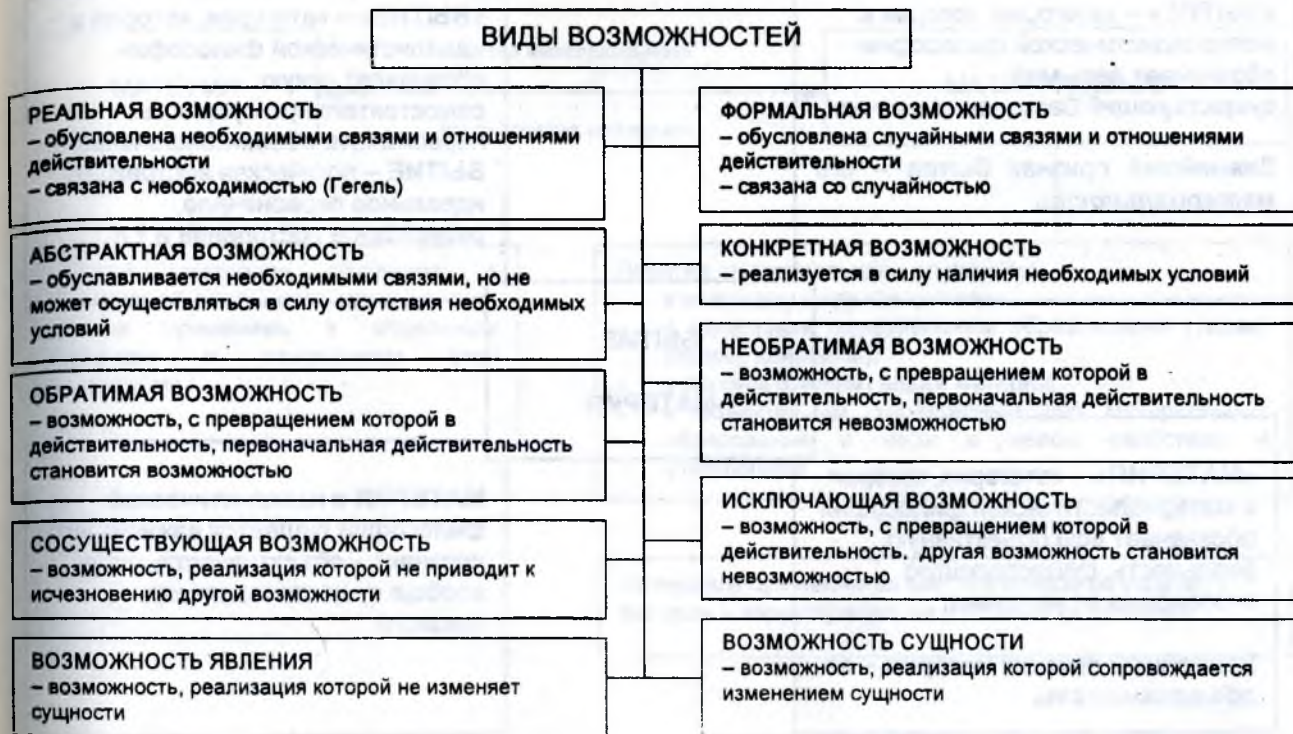 ВИДЫ ВОЗМОЖНОСТЕЙ
РЕАЛЬНАЯ ВОЗМОЖНОСТЬ
– обусловлена необходимыми связями и отношениями
действительности
– связана с необходимостью (Гегель)
ФОРМАЛЬНАЯ ВОЗМОЖНОСТЬ
– обусловлена случайными связями и отношениями
действительности
– связана со случайностью
АБСТРАКТНАЯ ВОЗМОЖНОСТЬ
– обуславливается необходимыми связями, но не
может осуществляться в силу отсутствия необходимых
условий
КОНКРЕТНАЯ ВОЗМОЖНОСТЬ
– реализуется в силу наличия необходимых условий
ОБРАТИМАЯ ВОЗМОЖНОСТЬ
– возможность, с превращением которой в
действительность, первоначальная действительность
становится возможностью
НЕОБРАТИМАЯ ВОЗМОЖНОСТЬ
– возможность, с превращением которой в
действительность, первоначальная действительность
становится невозможностью
СОСУЩЕСТВУЮЩАЯ ВОЗМОЖНОСТЬ
– возможность, реализация которой не приводит к
исчезновению другой возможности
ИСКЛЮЧАЮЩАЯ ВОЗМОЖНОСТЬ
– возможность, с превращением которой в
действительность, другая возможность становится
невозможностью
ВОЗМОЖНОСТЬ ЯВЛЕНИЯ
– возможность, реализация которой не изменяет
сущности
ВОЗМОЖНОСТЬ СУЩНОСТИ
– возможность, реализация которой сопровождается
изменением сущности